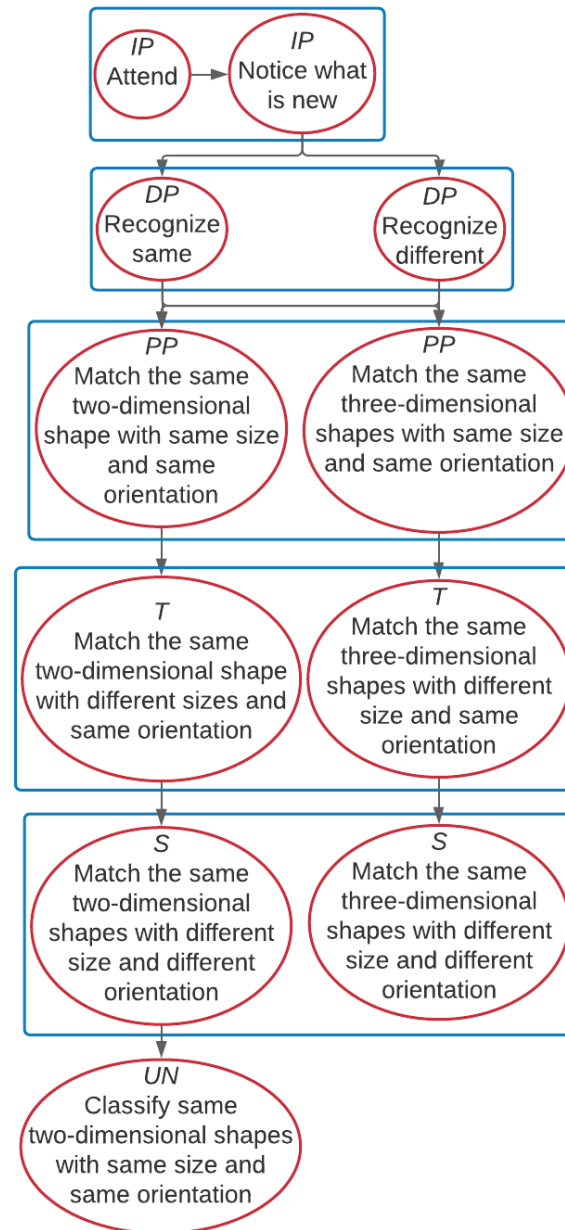 IP
Attend
IP
Notice what
is new
DP
Recognize
same
DP
Recognize
different
PP
Match the same
two-dimensional
shape with same size
and same
orientation
PP
Match the same
three-dimensional
shapes with same size
and same orientation
T
Match the same
two-dimensional shape
with different sizes and
same orientation
T
Match the same
three-dimensional
shapes with different
size and same
orientation
S
Match the same
two-dimensional
shapes with different
size and different
orientation
S
Match the same
three-dimensional
shapes with different
size and different
orientation
UN
Classify same
two-dimensional shapes
with same size and
same orientation